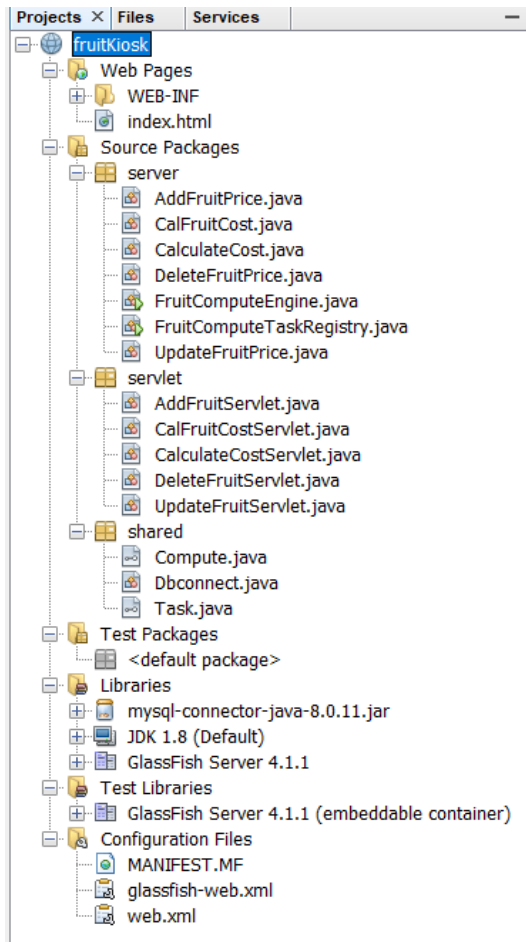 Projects × Files Services
fruitKiosk
Web Pages
WEB-INF
index.html
Source Packages
server
AddFruitPrice.java
CalFruitCost.java
CalculateCost.java
DeleteFruitPrice.java
FruitComputeEngine.java
FruitComputeTaskRegistry.java
UpdateFruitPrice.java
servlet
AddFruitServlet.java
CalFruitCostServlet.java
CalculateCostServlet.java
DeleteFruitServlet.java
UpdateFruitServlet.java
shared
Compute.java
Dbconnect.java
Task.java
Test Packages
<default package>
Libraries
mysql-connector-java-8.0.11.jar
JDK 1.8 (Default)
GlassFish Server 4.1.1
Test Libraries
GlassFish Server 4.1.1 (embeddable container)
Configuration Files
MANIFEST.MF
glassfish-web.xml
web.xml